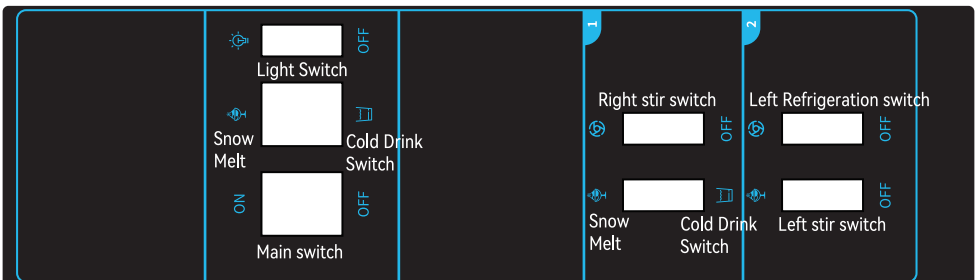 OFF
Light Switch
Snow
Melt
Cold Drink
Switch
ON
OFF
Main switch
1
Right stir switch
OFF
Snow
Melt
Cold Drink
Switch
2
Left Refrigeration switch
OFF
OFF
Left stir switch